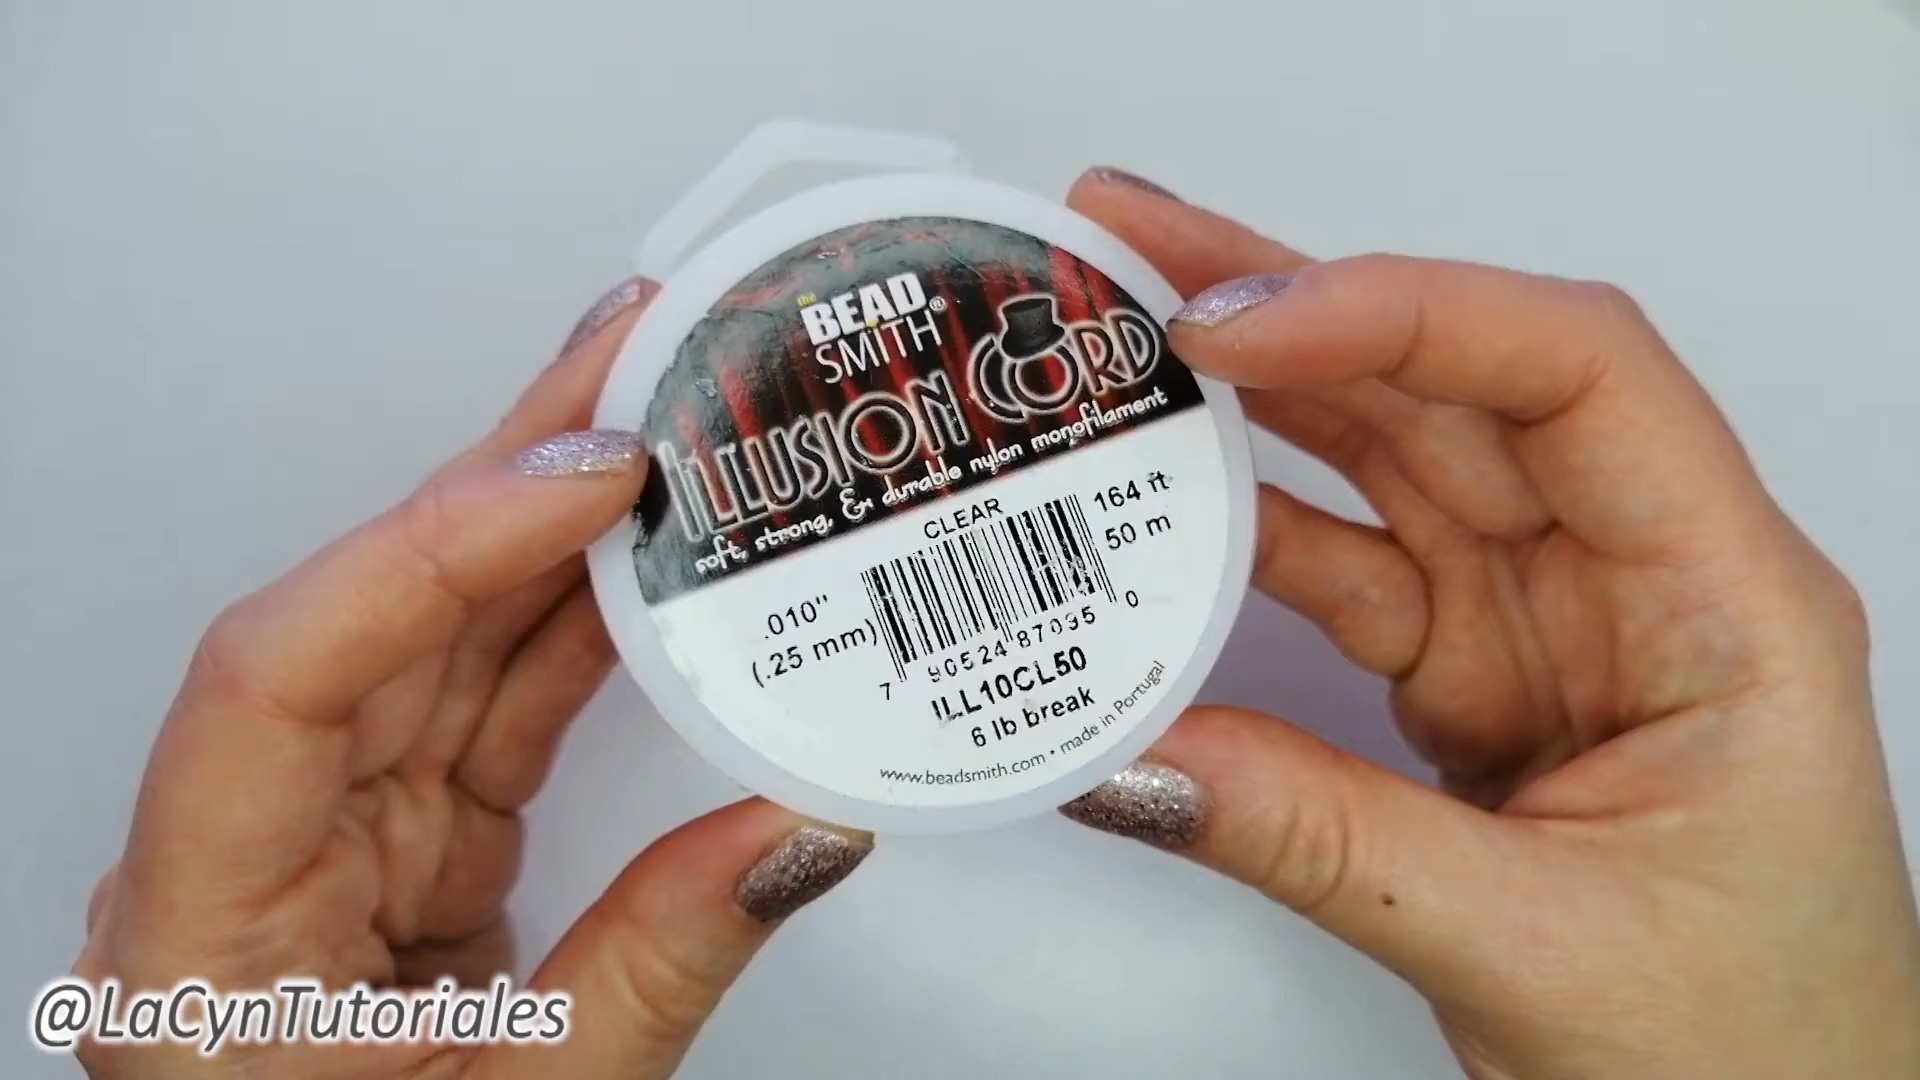 the
BEAD®
SMITH
ILLUSION CORD
soft, strong, & durable nylon monofilament
CLEAR
164 ft
50 m
.010"
(.25 mm)
7 90524 87095 0
ILL10CL50
6 lb break
www.beadsmith.com • made in Portugal
@LaCynTutoriales